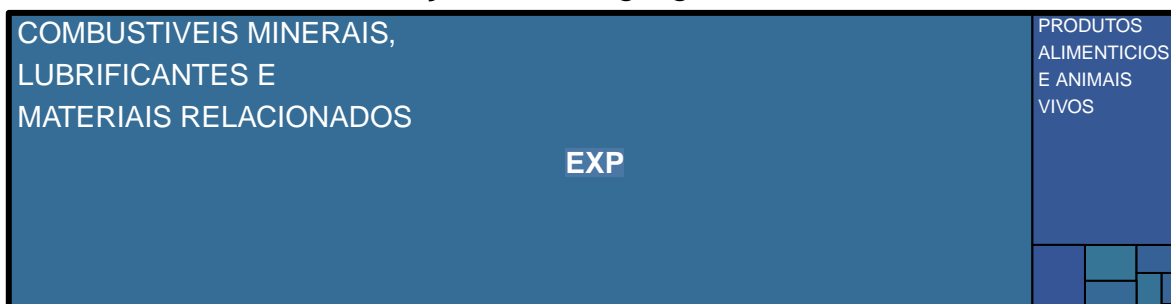 COMBUSTIVEIS MINERAIS,
LUBRIFICANTES E
MATERIAIS RELACIONADOS
EXP
PRODUTOS
ALIMENTICIOS
E ANIMAIS
VIVOS